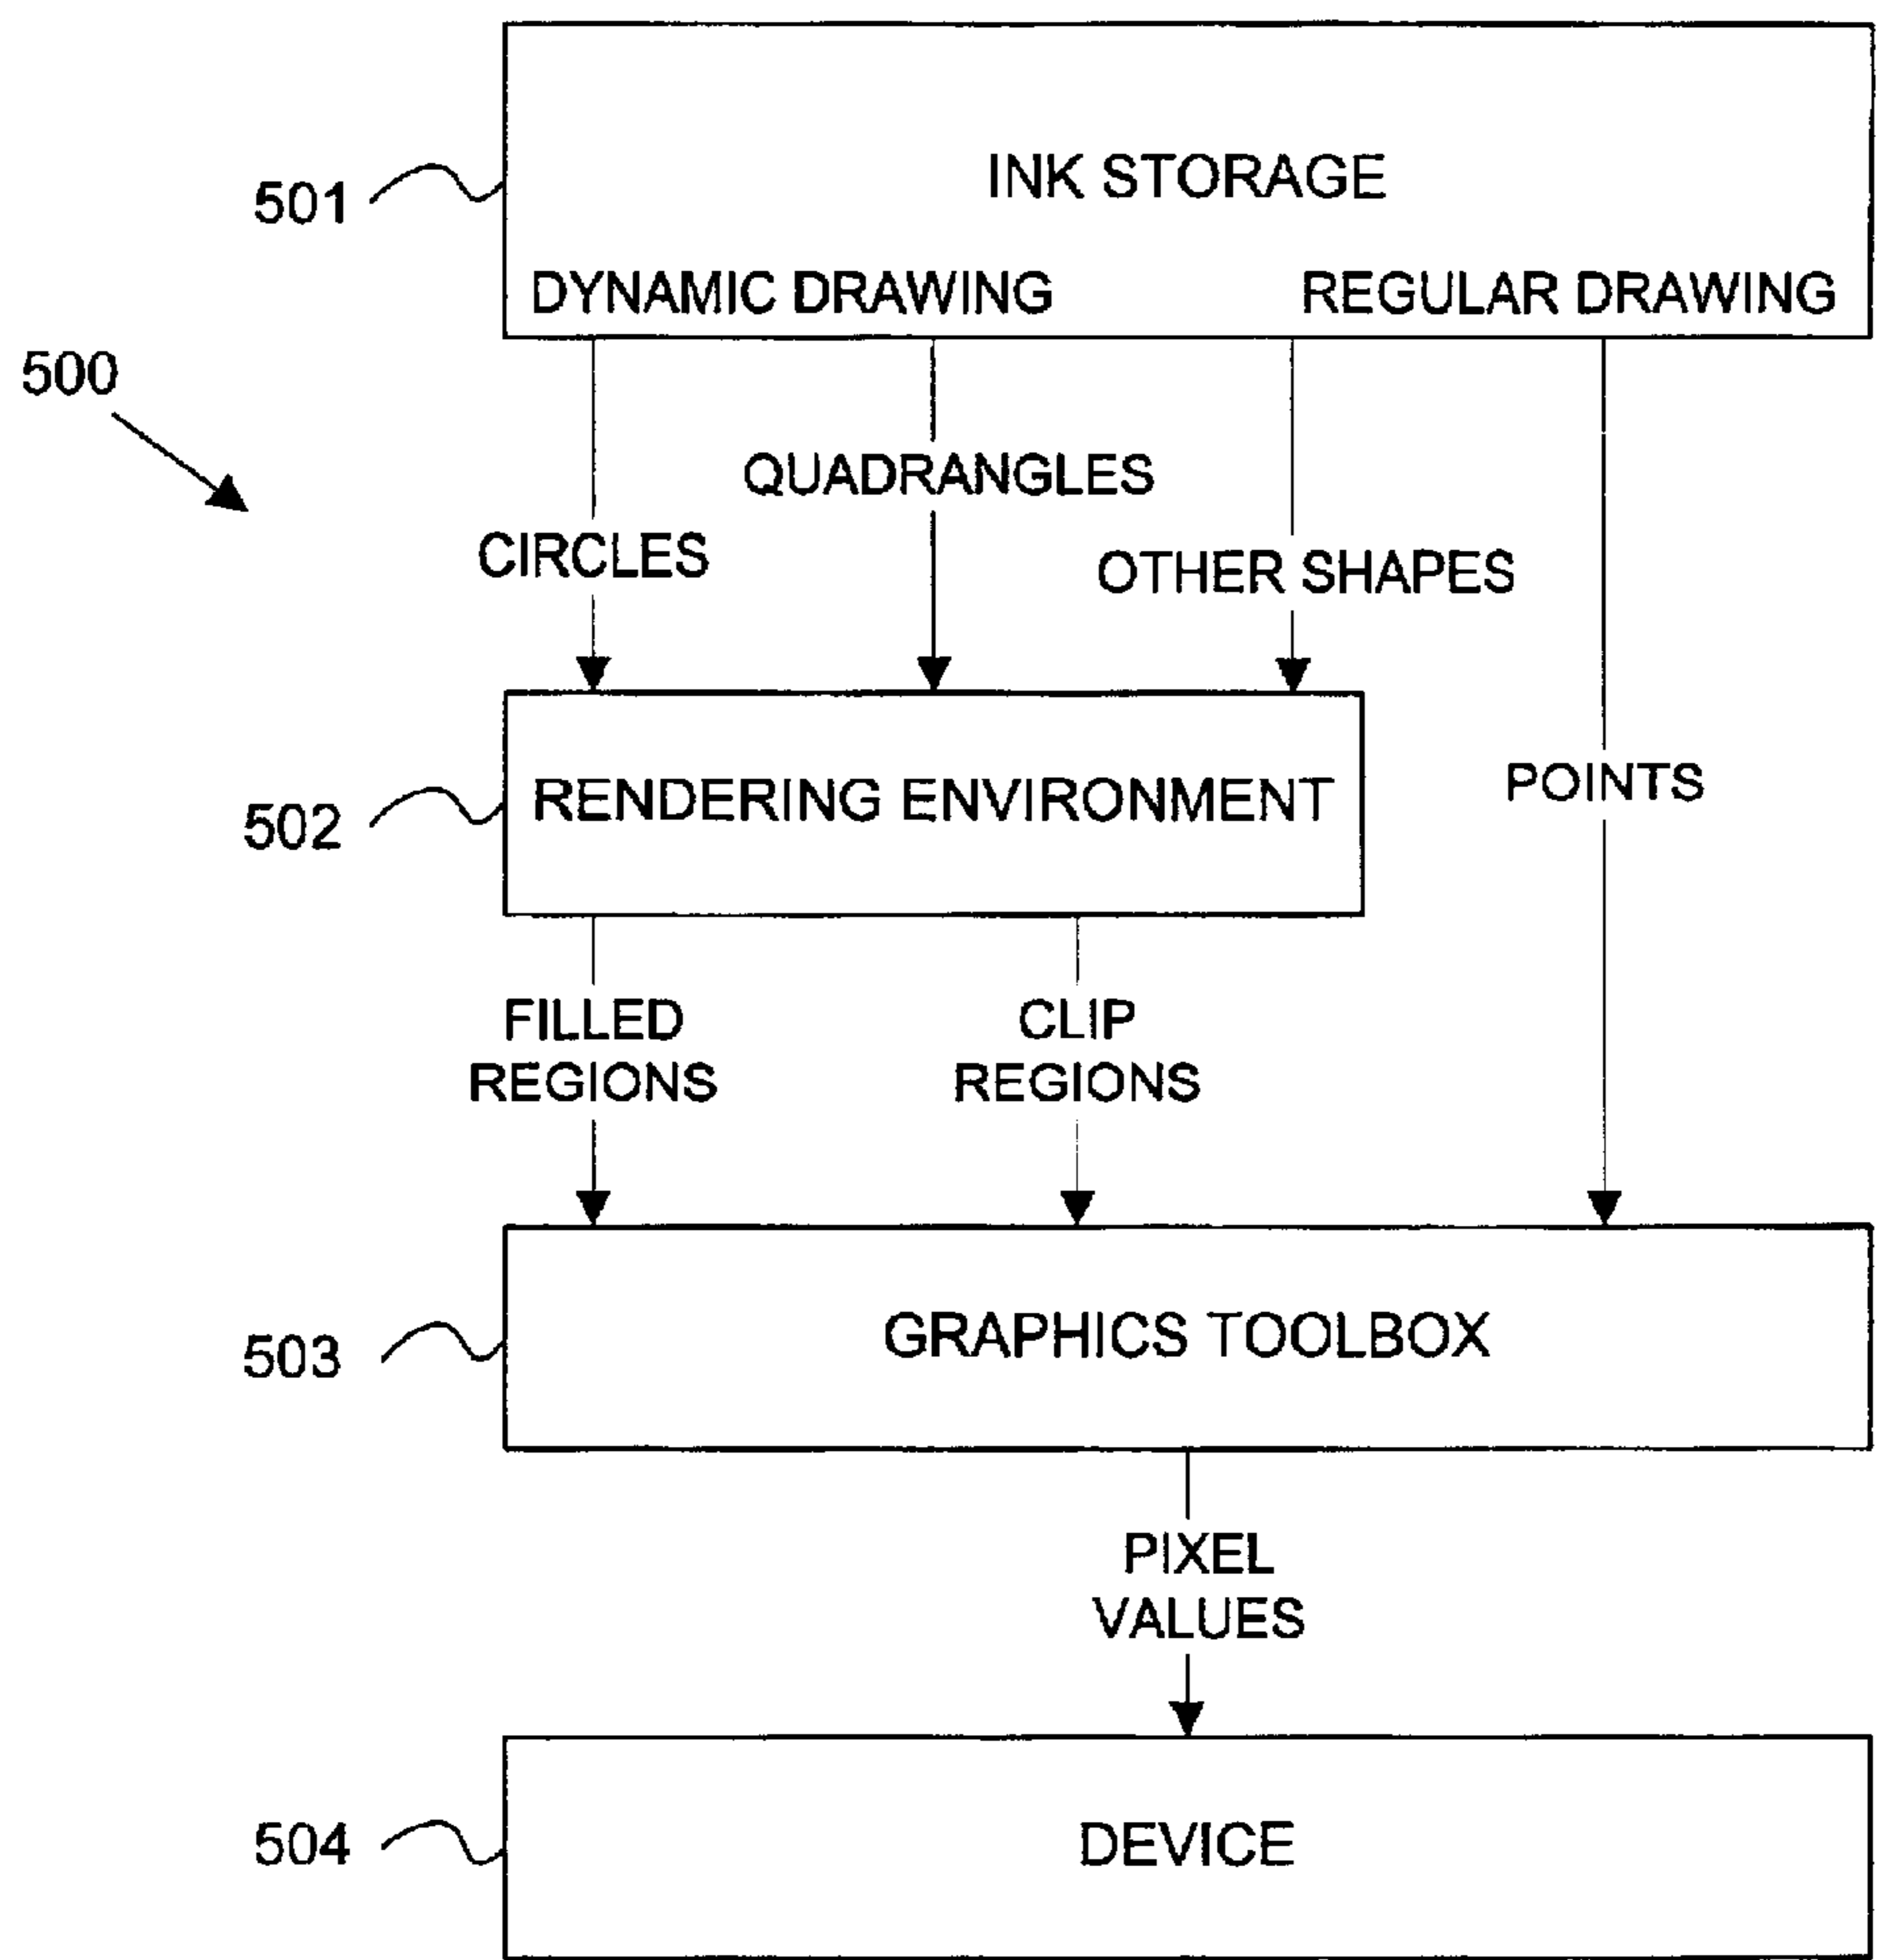 INK STORAGE
501
DYNAMIC DRAWING
REGULAR DRAWING
500
QUADRANGLES
CIRCLES
OTHER SHAPES
POINTS
RENDERING ENVIRONMENT
502
FILLED
REGIONS
CLIP
REGIONS
GRAPHICS TOOLBOX
503
PIXEL
VALUES
DEVICE
504